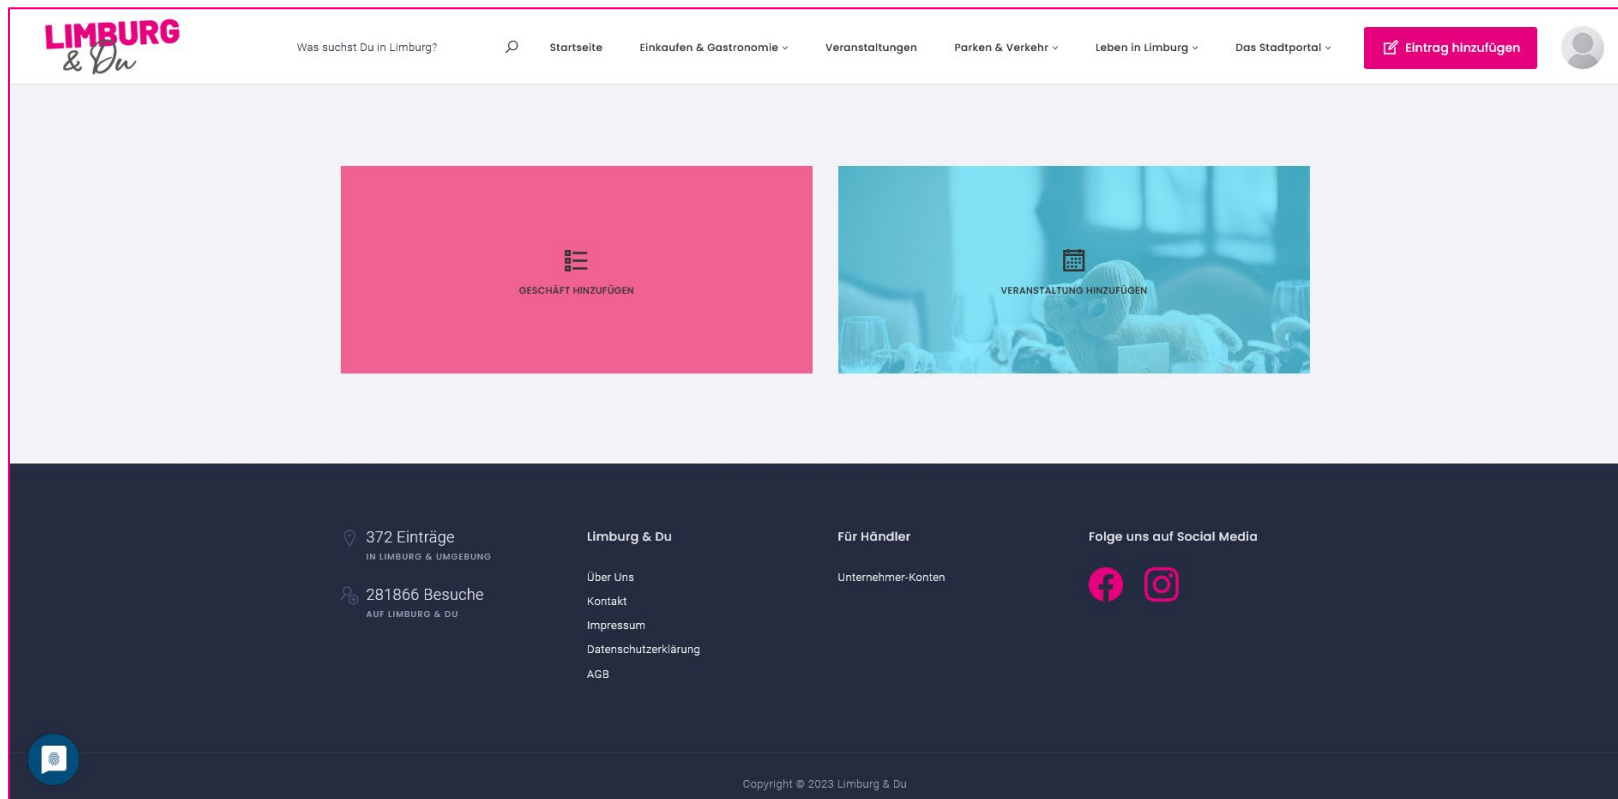 LIMBURG
& Du
Was suchst Du in Limburg?
Startseite
Einkaufen & Gastronomie
Veranstaltungen
Parken & Verkehr
Leben in Limburg
Das Stadtportal
Eintrag hinzufügen
GESCHÄFT HINZUFÜGEN
VERANSTALTUNG HINZUFÜGEN
372 Einträge
IN LIMBURG & UMGEBUNG
281866 Besuche
AUF LIMBURG & DU
Limburg & Du
Über Uns
Kontakt
Impressum
Datenschutzerklärung
AGB
Für Händler
Unternehmer-Konten
Folge uns auf Social Media
Copyright © 2023 Limburg & Du